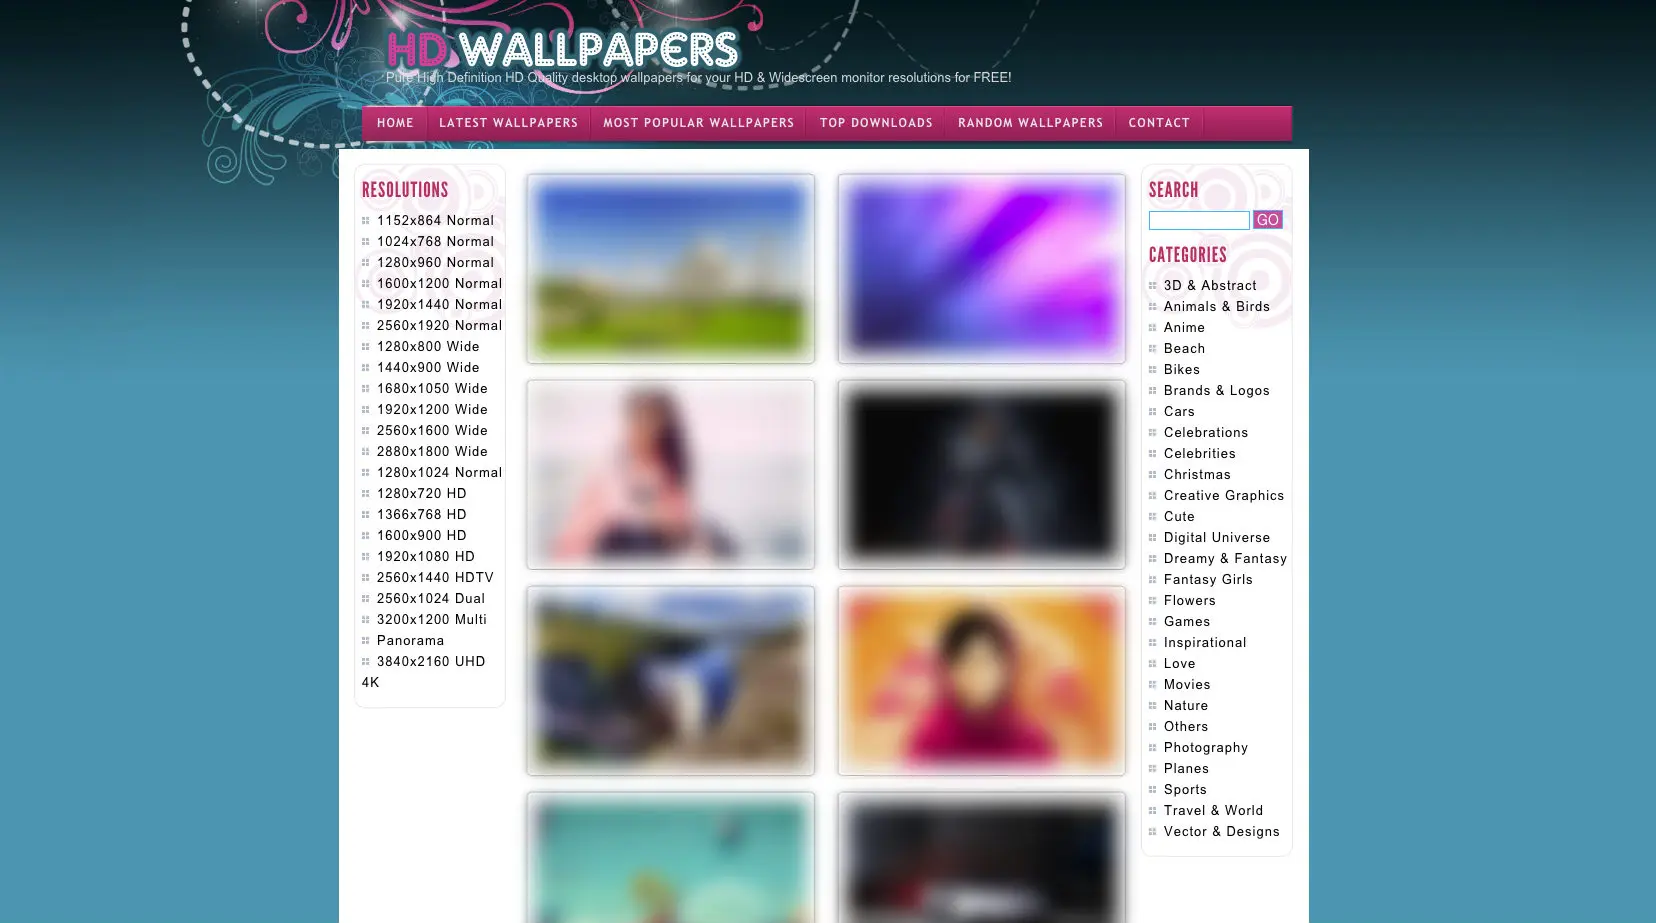 HD WALLPAPERS
Pure High Definition HD Quality desktop wallpapers for your HD & Widescreen monitor resolutions for FREE!
HOME
LATEST WALLPAPERS
MOST POPULAR WALLPAPERS
TOP DOWNLOADS
RANDOM WALLPAPERS
CONTACT
RESOLUTIONS
1152x864 Normal
1024x768 Normal
1280x960 Normal
1600x1200 Normal
1920x1440 Normal
2560x1920 Normal
1280x800 Wide
1440x900 Wide
1680x1050 Wide
1920x1200 Wide
2560x1600 Wide
2880x1800 Wide
1280x1024 Normal
1280x720 HD
1366x768 HD
1600x900 HD
1920x1080 HD
2560x1440 HDTV
2560x1024 Dual
3200x1200 Multi
Panorama
3840x2160 UHD
4K
SEARCH
GO
CATEGORIES
3D & Abstract
Animals & Birds
Anime
Beach
Bikes
Brands & Logos
Cars
Celebrations
Celebrities
Christmas
Creative Graphics
Cute
Digital Universe
Dreamy & Fantasy
Fantasy Girls
Flowers
Games
Inspirational
Love
Movies
Nature
Others
Photography
Planes
Sports
Travel & World
Vector & Designs